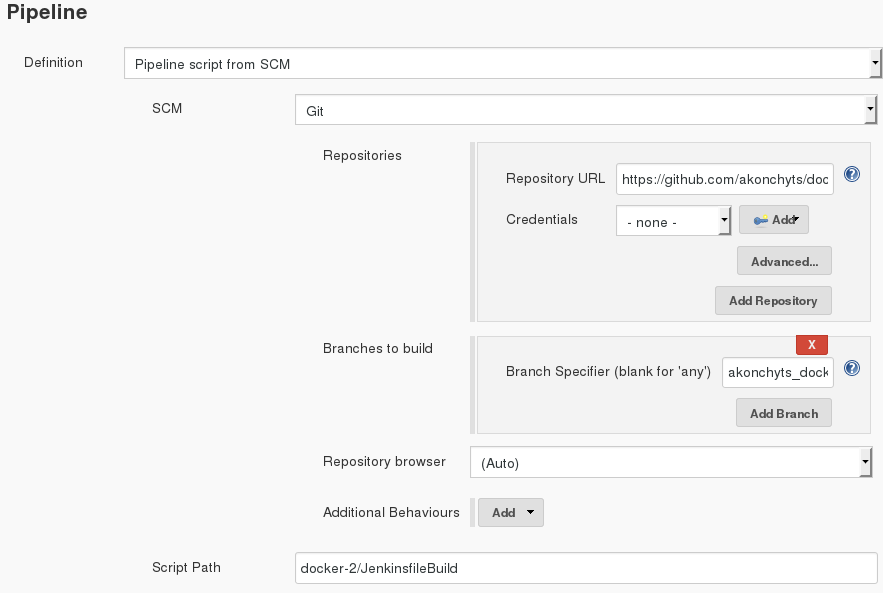 Pipeline
Definition
Pipeline script from SCM
SCM
Git
Repositories
Repository URL
https://github.com/akonchyts/doc
Credentials
- none -
Add
Advanced...
Add Repository
X
Branches to build
Branch Specifier (blank for 'any')
akonchyts_dock
Add Branch
Repository browser
(Auto)
Additional Behaviours
Add
Script Path
docker-2/JenkinsfileBuild